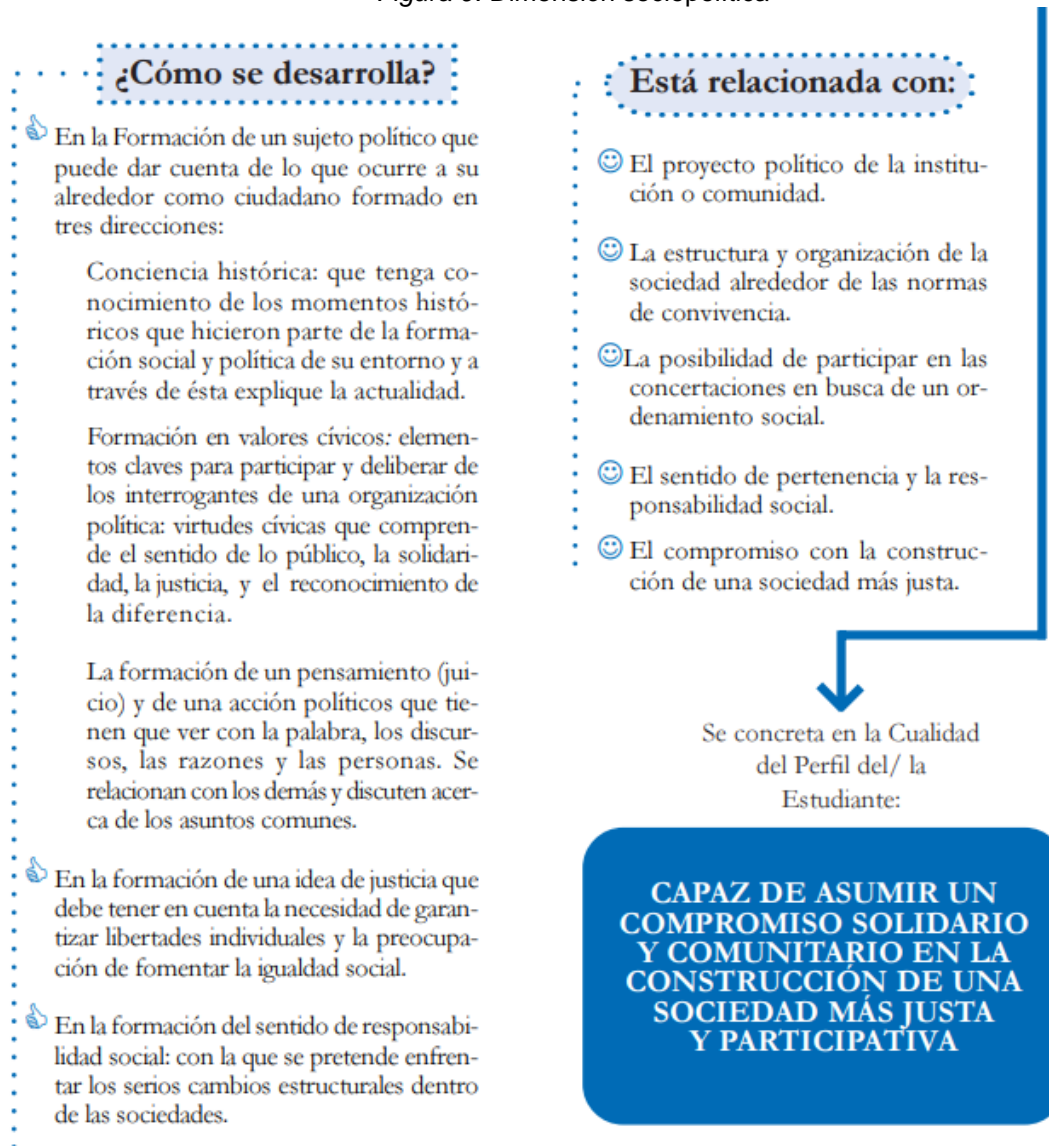 Figura 6. Dimensión sociopolítica
¿Cómo se desarrolla?
En la Formación de un sujeto político que
puede dar cuenta de lo que ocurre a su
alrededor como ciudadano formado en
tres direcciones:
Conciencia histórica: que tenga co-
nocimiento de los momentos histó-
ricos que hicieron parte de la forma-
ción social y política de su entorno y a
través de ésta explique la actualidad.
Formación en valores cívicos: elemen-
tos claves para participar y deliberar de
los interrogantes de una organización
política: virtudes cívicas que compren-
de el sentido de lo público, la solidari-
dad, la justicia, y el reconocimiento de
la diferencia.
La formación de un pensamiento (jui-
cio) y de una acción políticos que tie-
nen que ver con la palabra, los discur-
sos, las razones y las personas. Se
relacionan con los demás y discuten acer-
ca de los asuntos comunes.
En la formación de una idea de justicia que
debe tener en cuenta la necesidad de garan-
tizar libertades individuales y la preocupa-
ción de fomentar la igualdad social.
En la formación del sentido de responsabi-
lidad social: con la que se pretende enfren-
tar los serios cambios estructurales dentro
de las sociedades.
Está relacionada con:
El proyecto político de la institu-
ción o comunidad.
La estructura y organización de la
sociedad alrededor de las normas
de convivencia.
La posibilidad de participar en las
concertaciones en busca de un or-
denamiento social.
El sentido de pertenencia y la res-
ponsabilidad social.
El compromiso con la construc-
ción de una sociedad más justa.
Se concreta en la Cualidad
del Perfil del/ la
Estudiante:
CAPAZ DE ASUMIR UN
COMPROMISO SOLIDARIO
Y COMUNITARIO EN LA
CONSTRUCCIÓN DE UNA
SOCIEDAD MÁS JUSTA
Y PARTICIPATIVA